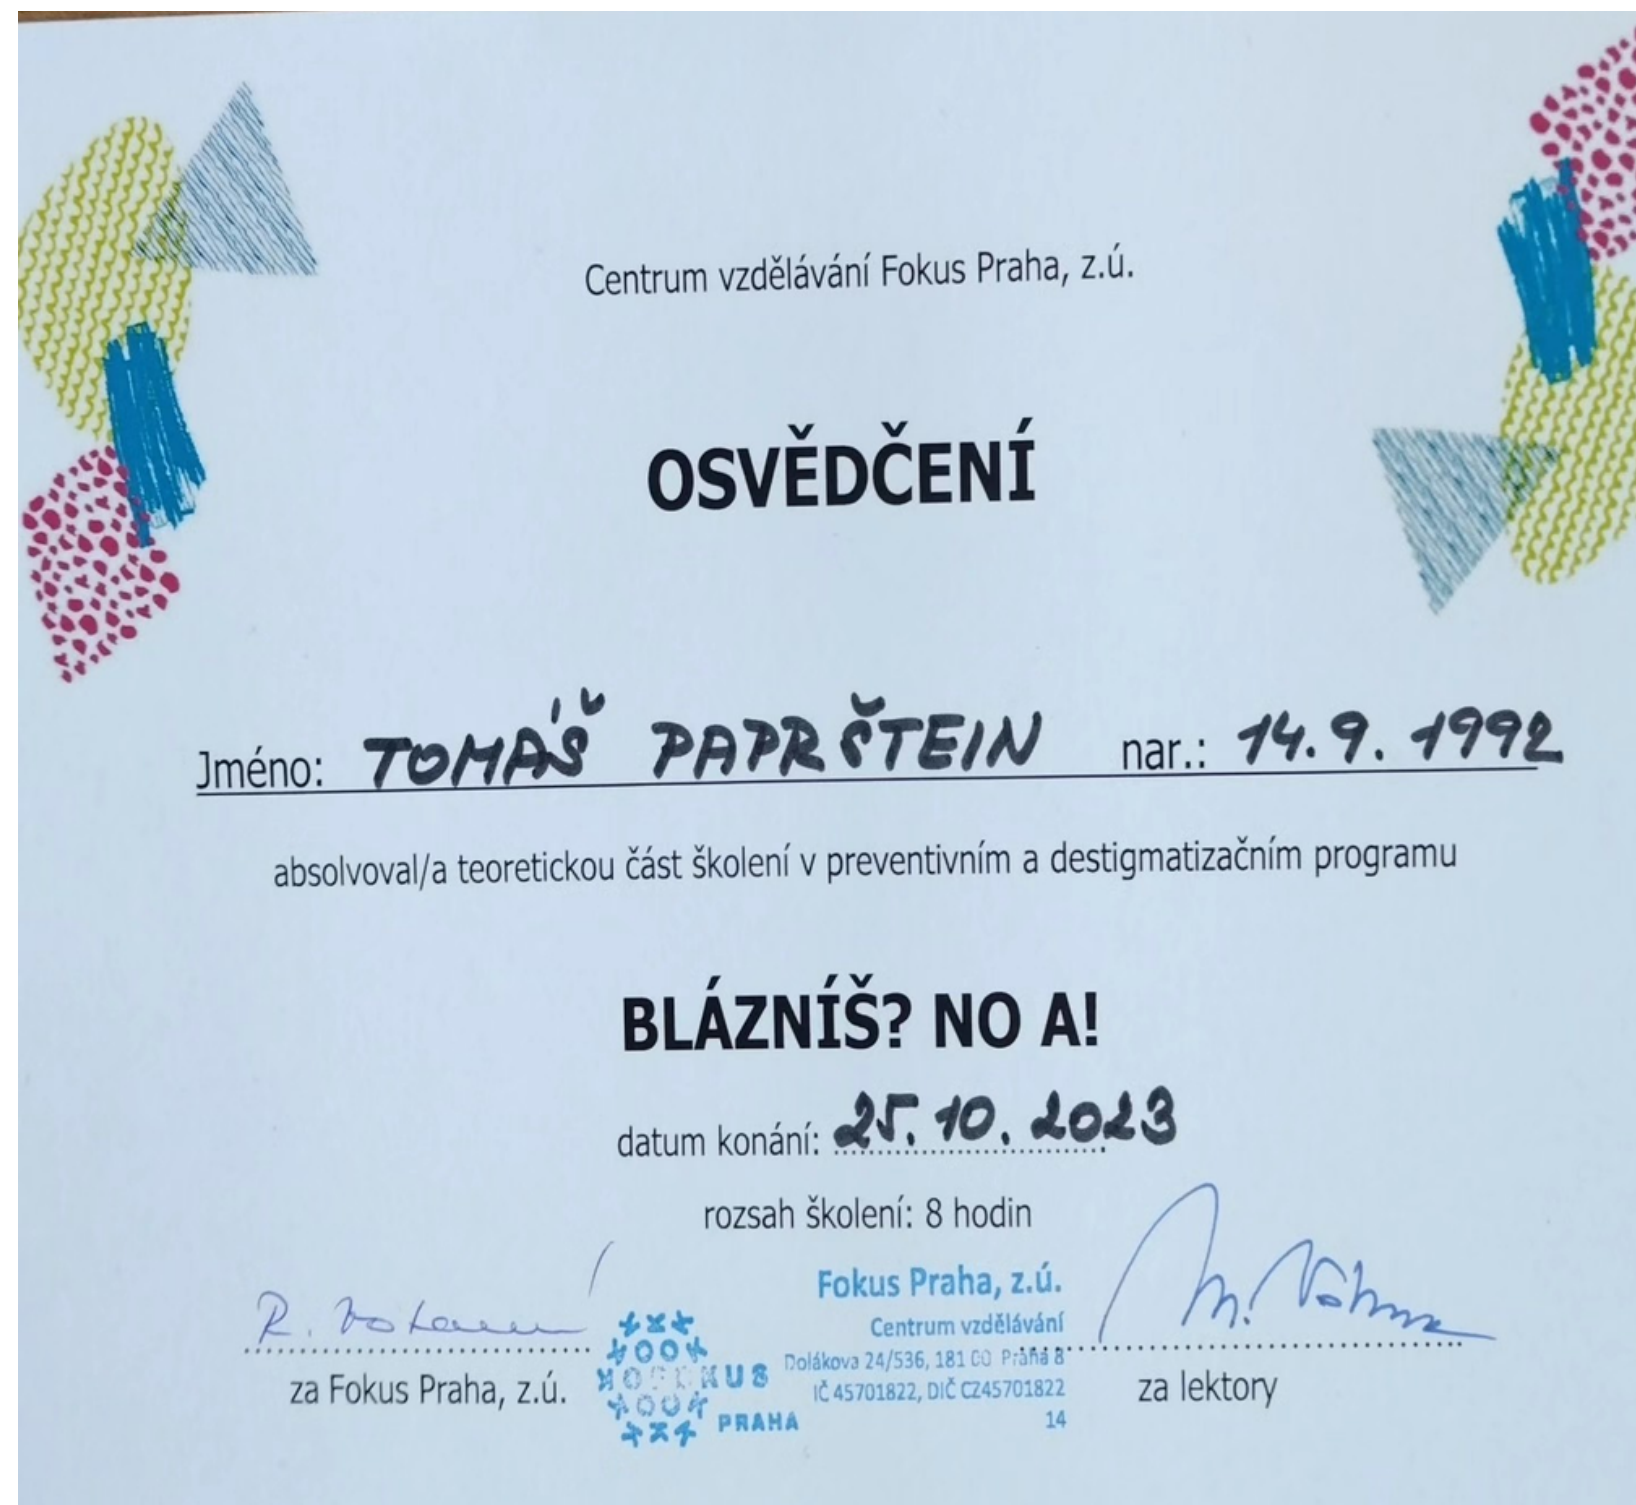 Centrum vzdělávání Fokus Praha, z.ú.
OSVĚDČENÍ
Jméno: TOMÁŠ PAPRŠTEIN nar.: 14.9.1992
absolvoval/a teoretickou část školení v preventivním a destigmatizačním programu
BLÁZNÍŠ? NO A!
datum konání: 25.10.2023
rozsah školení: 8 hodin
Fokus Praha, z.ú.
Centrum vzdělávání
Dolákova 24/536, 181 00 Praha 8
IČ 45701822, DIČ CZ45701822
14
PRAHA
R.
M.
za Fokus Praha, z.ú.
za lektory